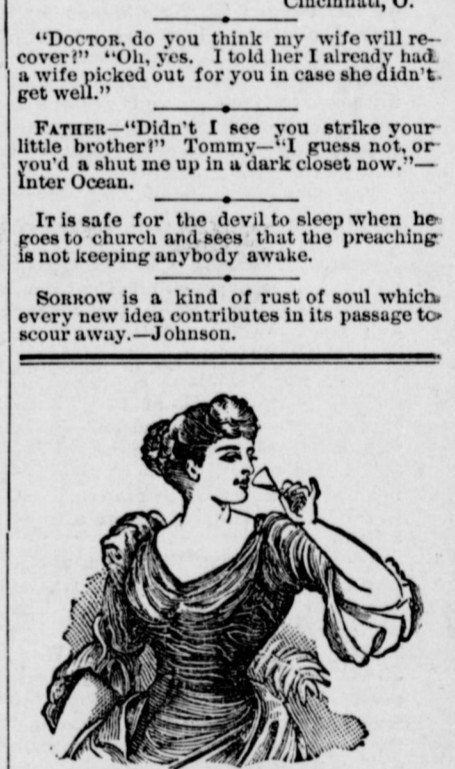 Cincinnati, O.
“DOCTOR, do you think my wife will re-
cover?” “Oh, yes. I told her I already had
a wife picked out for you in case she didn't
get well.”
FATHER—“Didn't I see you strike your
little brother?” Tommy—“I guess not, or
you'd a shut me up in a dark closet now.”—
Inter Ocean.
IT is safe for the devil to sleep when he
goes to church and sees that the preaching
is not keeping anybody awake.
SORROW is a kind of rust of soul which
every new idea contributes in its passage to
scour away.—Johnson.